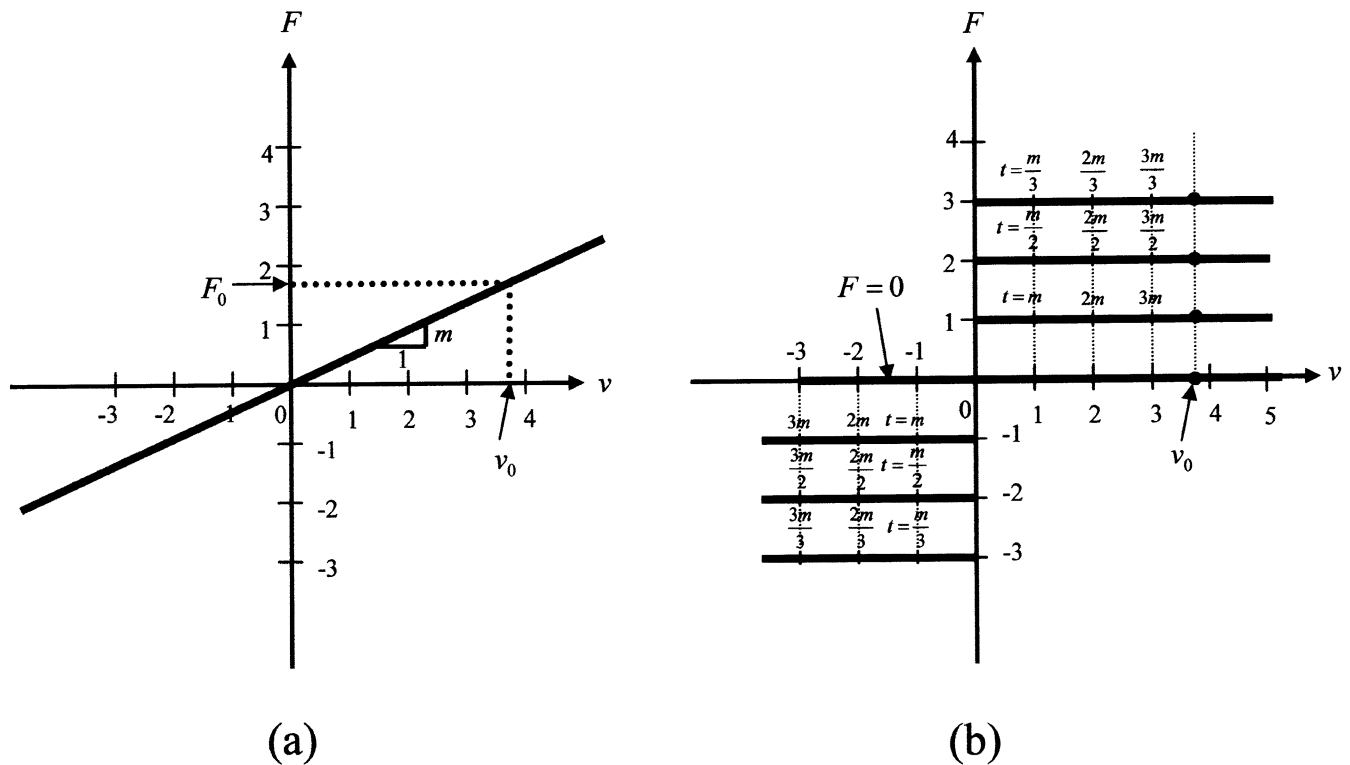 F
4
3
2
F₀
1
m
1
v
-3 -2 -1 0 1 2 3 4
v₀
-1
-2
-3
(a)
F
4
t = m/3 2m/3 3m/3
3
t = m/2 2m/2 3m/2
2
F = 0
t = m 2m 3m
1
-3 -2 -1
v
0 1 2 3 4 5
v₀
3m 2m t = m
-1
3m/2 2m/2 t = m/2
-2
3m/3 2m/3 t = m/3
-3
(b)